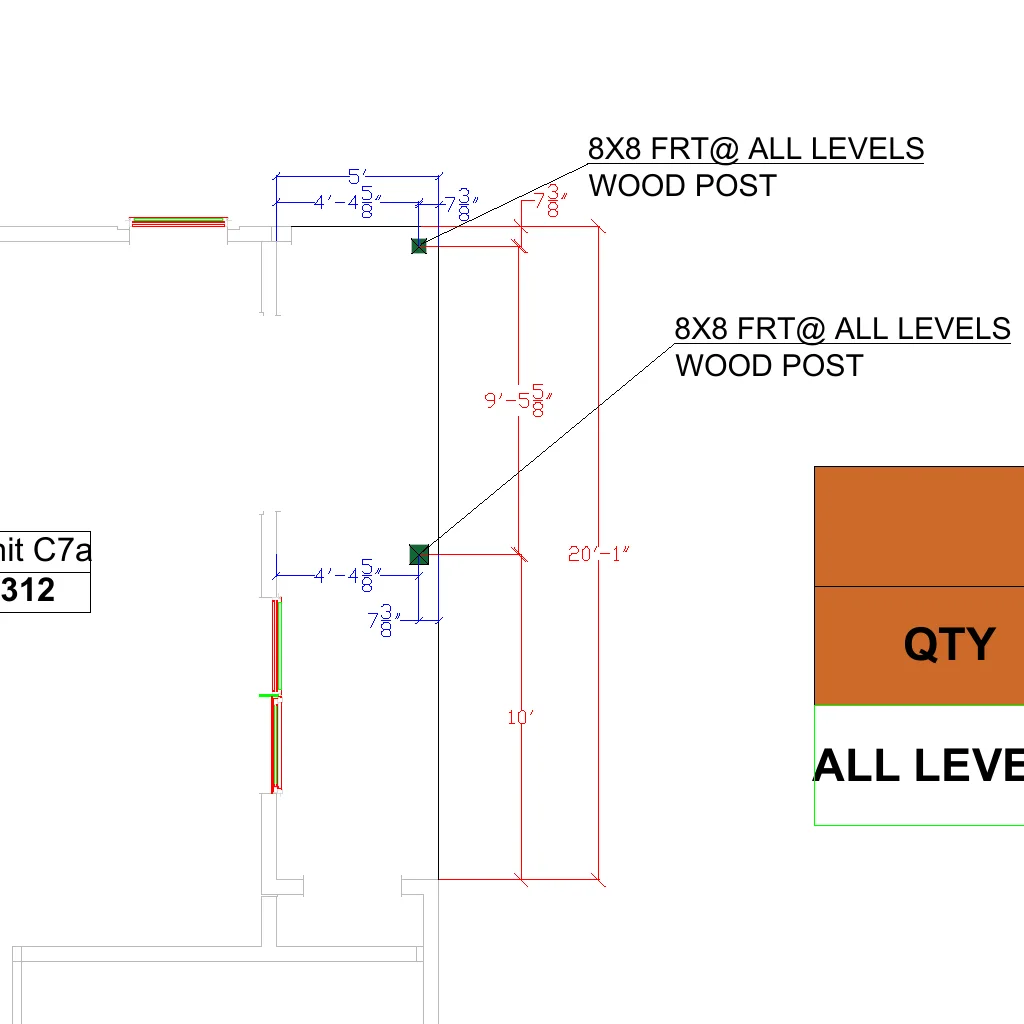 8X8 FRT@ ALL LEVELS
WOOD POST
5'
4'-4 5/8"
7 3/8"
7 3/8"
8X8 FRT@ ALL LEVELS
WOOD POST
9'-5 5/8"
20'-1"
4'-4 5/8"
7 3/8"
10'
nit C7a
312
QTY
ALL LEVE